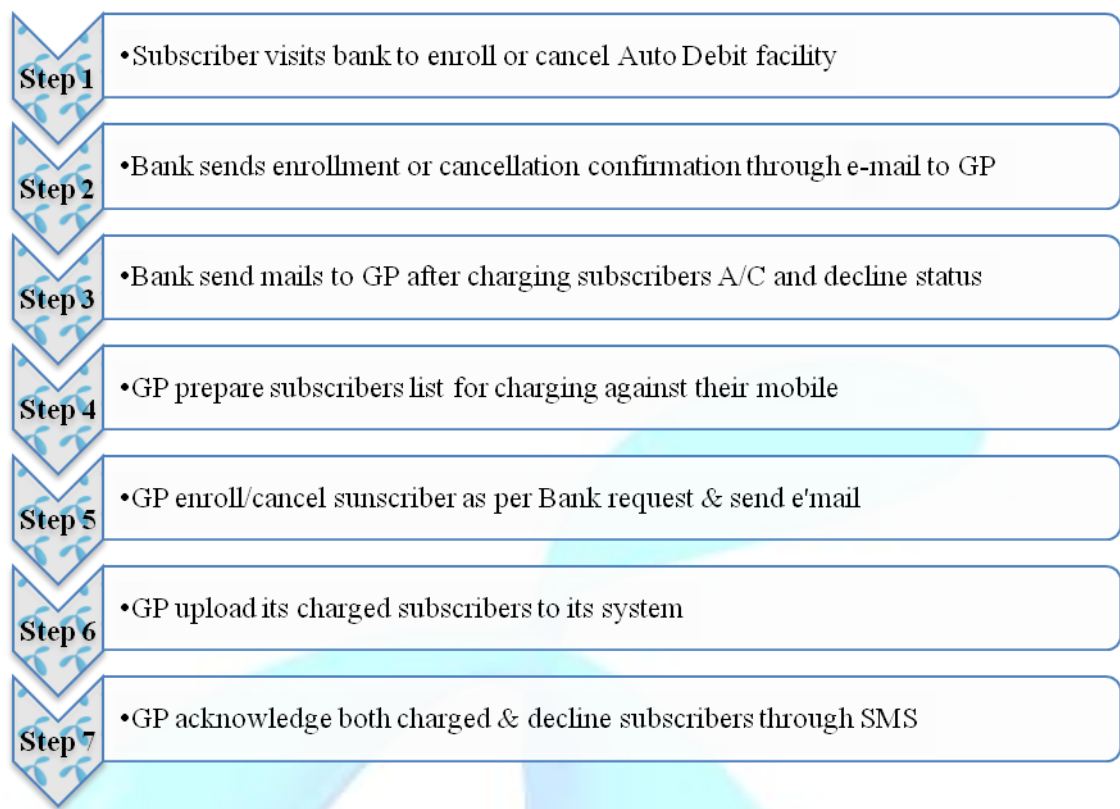 Step 1
•Subscriber visits bank to enroll or cancel Auto Debit facility
Step 2
•Bank sends enrollment or cancellation confirmation through e-mail to GP
Step 3
•Bank send mails to GP after charging subscribers A/C and decline status
Step 4
•GP prepare subscribers list for charging against their mobile
Step 5
•GP enroll/cancel sunscriber as per Bank request & send e'mail
Step 6
•GP upload its charged subscribers to its system
Step 7
•GP acknowledge both charged & decline subscribers through SMS